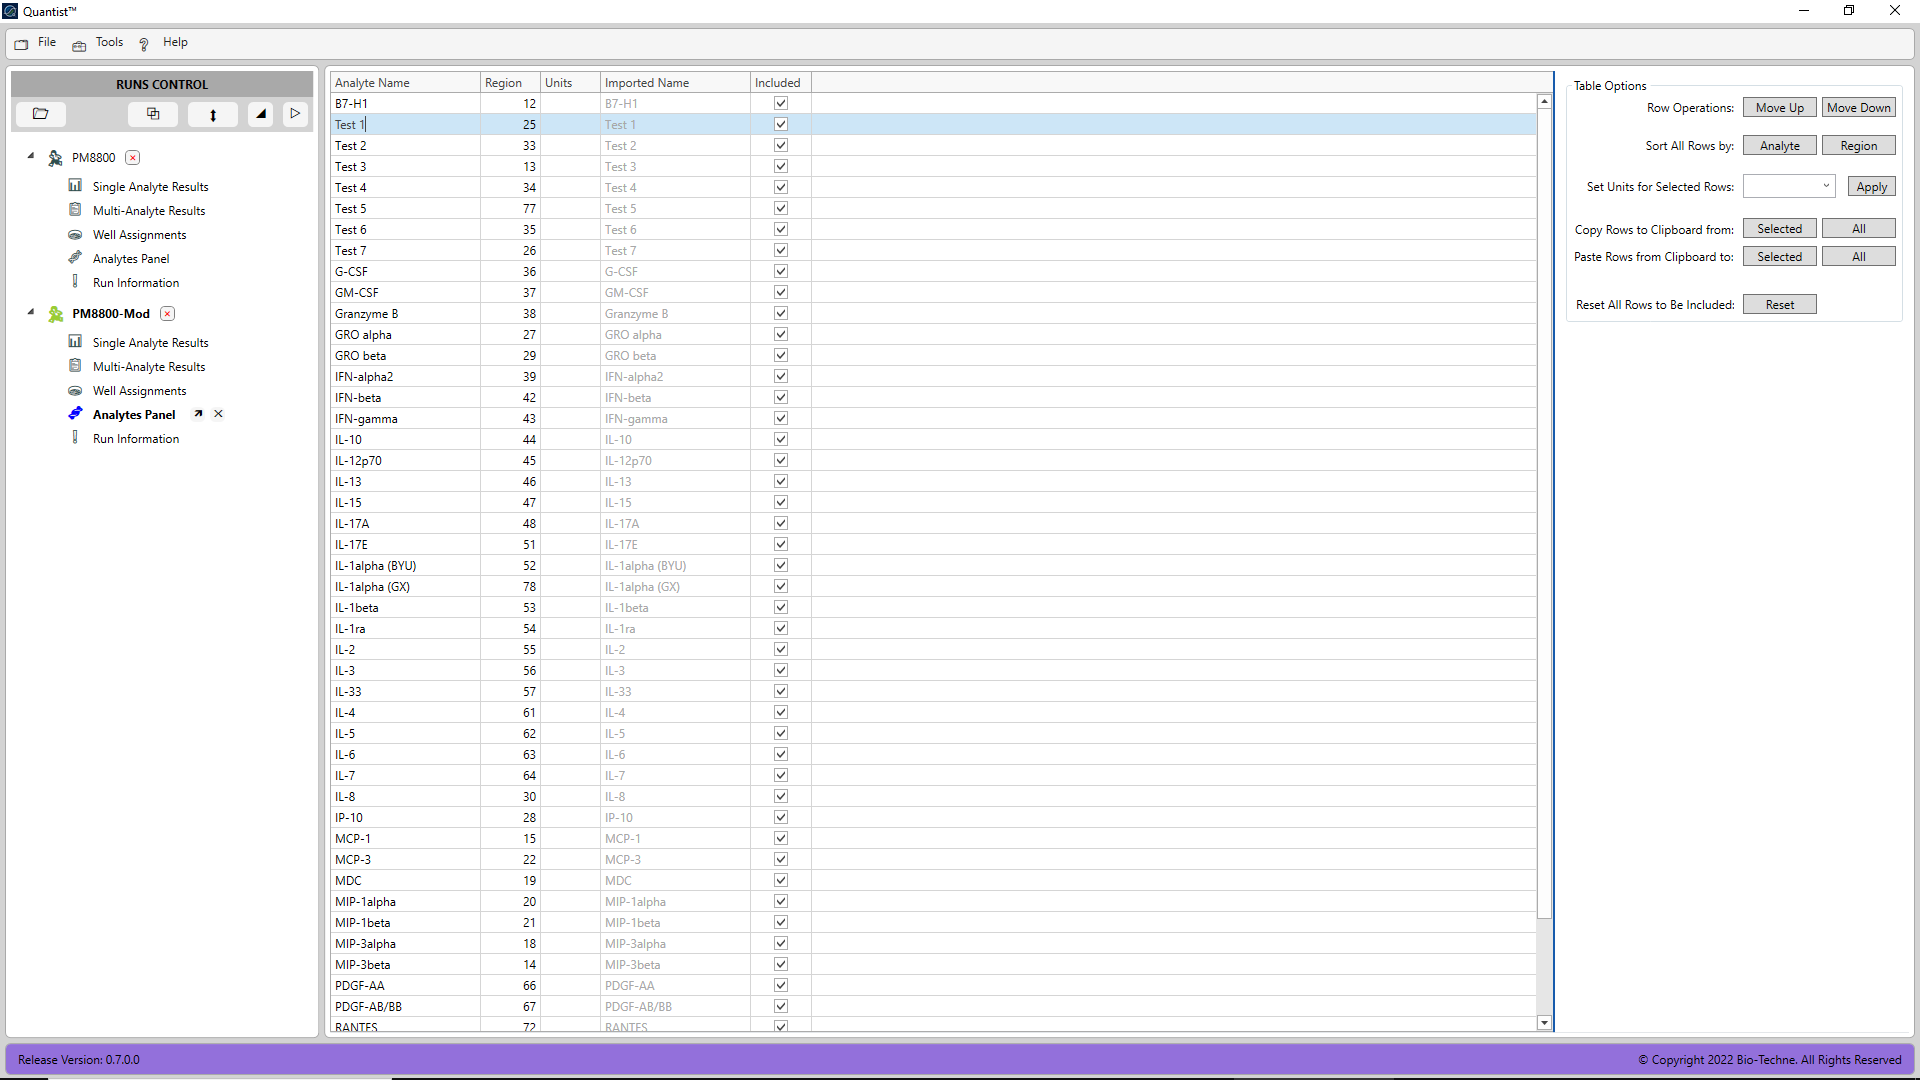 Quantist™
File Tools ? Help
RUNS CONTROL
PM8800
Single Analyte Results
Multi-Analyte Results
Well Assignments
Analytes Panel
Run Information
PM8800-Mod
Single Analyte Results
Multi-Analyte Results
Well Assignments
Analytes Panel
Run Information
Analyte Name Region Units Imported Name Included
B7-H1 12 B7-H1
Test 1 25 Test 1
Test 2 33 Test 2
Test 3 13 Test 3
Test 4 34 Test 4
Test 5 77 Test 5
Test 6 35 Test 6
Test 7 26 Test 7
G-CSF 36 G-CSF
GM-CSF 37 GM-CSF
Granzyme B 38 Granzyme B
GRO alpha 27 GRO alpha
GRO beta 29 GRO beta
IFN-alpha2 39 IFN-alpha2
IFN-beta 42 IFN-beta
IFN-gamma 43 IFN-gamma
IL-10 44 IL-10
IL-12p70 45 IL-12p70
IL-13 46 IL-13
IL-15 47 IL-15
IL-17A 48 IL-17A
IL-17E 51 IL-17E
IL-1alpha (BYU) 52 IL-1alpha (BYU)
IL-1alpha (GX) 78 IL-1alpha (GX)
IL-1beta 53 IL-1beta
IL-1ra 54 IL-1ra
IL-2 55 IL-2
IL-3 56 IL-3
IL-33 57 IL-33
IL-4 61 IL-4
IL-5 62 IL-5
IL-6 63 IL-6
IL-7 64 IL-7
IL-8 30 IL-8
IP-10 28 IP-10
MCP-1 15 MCP-1
MCP-3 22 MCP-3
MDC 19 MDC
MIP-1alpha 20 MIP-1alpha
MIP-1beta 21 MIP-1beta
MIP-3alpha 18 MIP-3alpha
MIP-3beta 14 MIP-3beta
PDGF-AA 66 PDGF-AA
PDGF-AB/BB 67 PDGF-AB/BB
RANTES 72 RANTES
Table Options
Row Operations: Move Up Move Down
Sort All Rows by: Analyte Region
Set Units for Selected Rows: Apply
Copy Rows to Clipboard from: Selected All
Paste Rows from Clipboard to: Selected All
Reset All Rows to Be Included: Reset
Release Version: 0.7.0.0
© Copyright 2022 Bio-Techne. All Rights Reserved